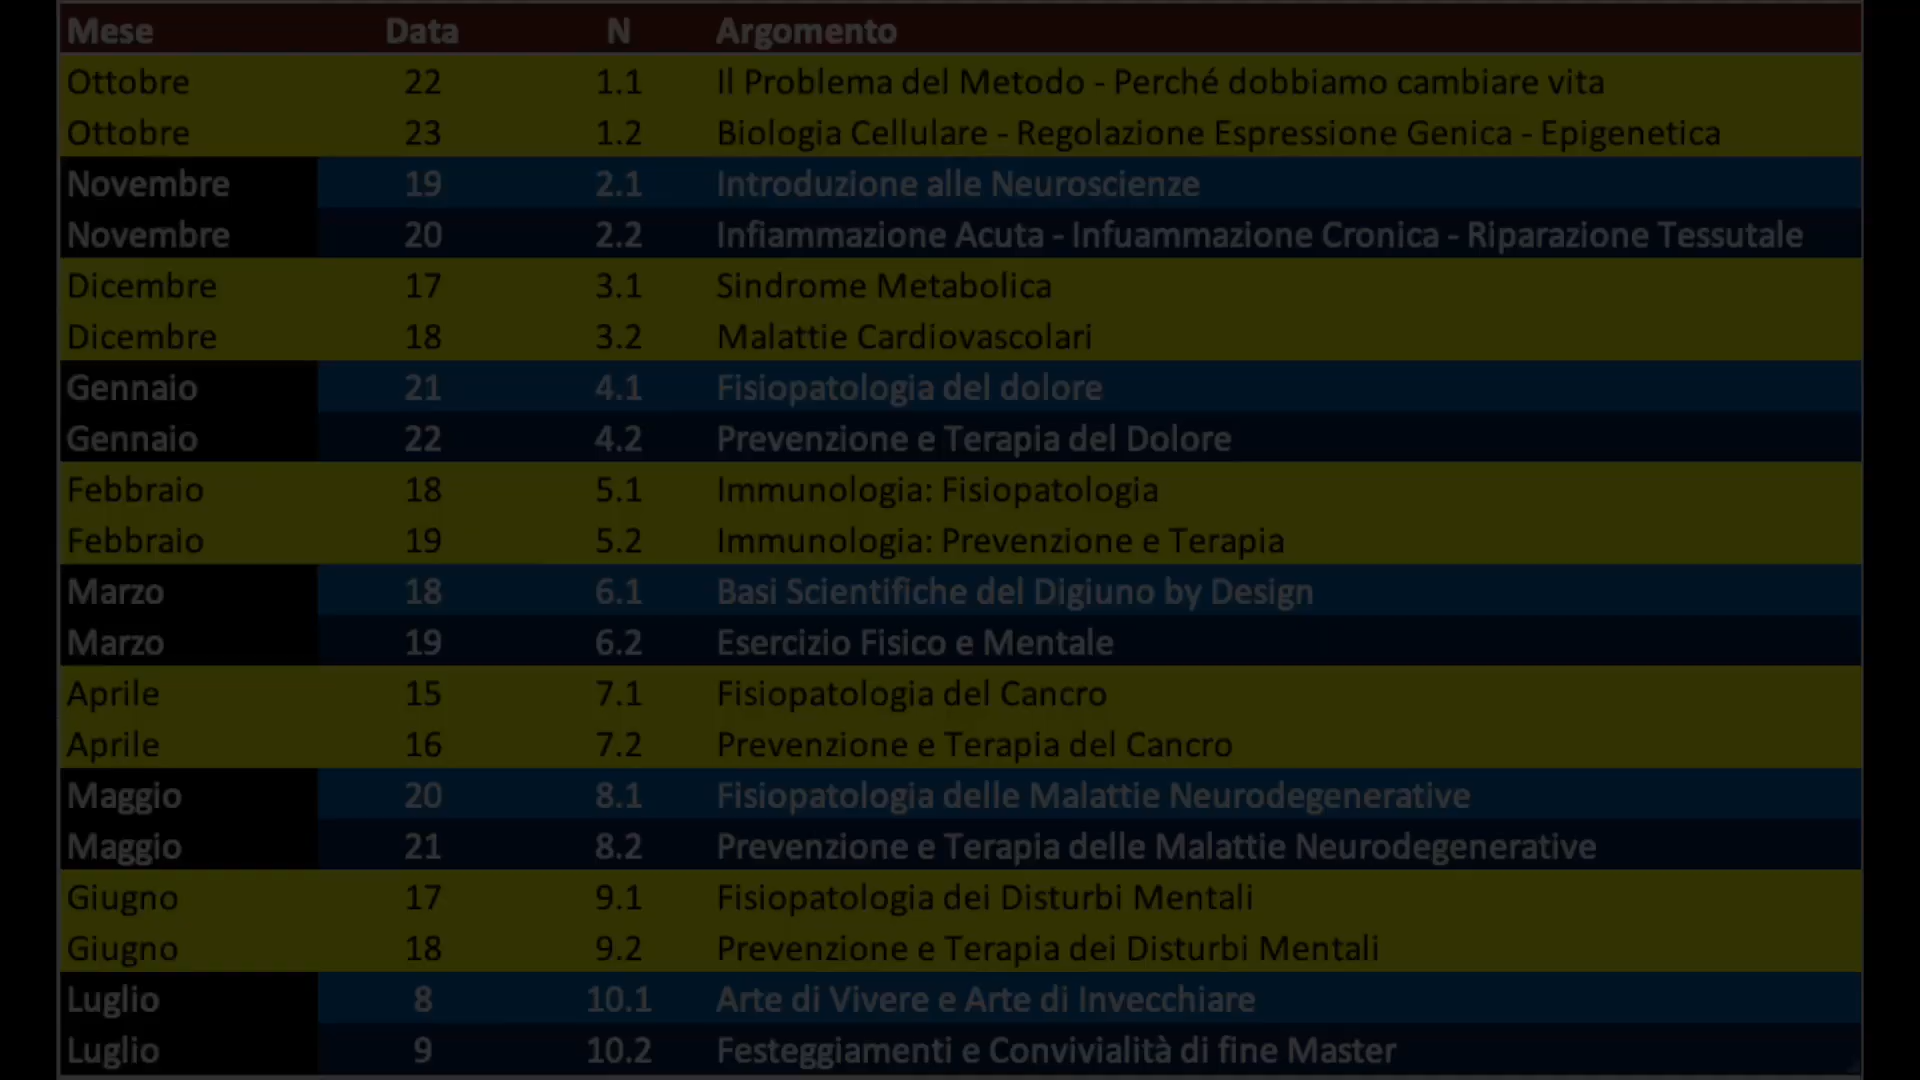 Mese Data N Argomento
Ottobre 22 1.1 Il Problema del Metodo - Perché dobbiamo cambiare vita
Ottobre 23 1.2 Biologia Cellulare - Regolazione Espressione Genica - Epigenetica
Novembre 19 2.1 Introduzione alle Neuroscienze
Novembre 20 2.2 Infiammazione Acuta - Infuammazione Cronica - Riparazione Tessutale
Dicembre 17 3.1 Sindrome Metabolica
Dicembre 18 3.2 Malattie Cardiovascolari
Gennaio 21 4.1 Fisiopatologia del dolore
Gennaio 22 4.2 Prevenzione e Terapia del Dolore
Febbraio 18 5.1 Immunologia: Fisiopatologia
Febbraio 19 5.2 Immunologia: Prevenzione e Terapia
Marzo 18 6.1 Basi Scientifiche del Digiuno by Design
Marzo 19 6.2 Esercizio Fisico e Mentale
Aprile 15 7.1 Fisiopatologia del Cancro
Aprile 16 7.2 Prevenzione e Terapia del Cancro
Maggio 20 8.1 Fisiopatologia delle Malattie Neurodegenerative
Maggio 21 8.2 Prevenzione e Terapia delle Malattie Neurodegenerative
Giugno 17 9.1 Fisiopatologia dei Disturbi Mentali
Giugno 18 9.2 Prevenzione e Terapia dei Disturbi Mentali
Luglio 8 10.1 Arte di Vivere e Arte di Invecchiare
Luglio 9 10.2 Festeggiamenti e Convivialità di fine Master